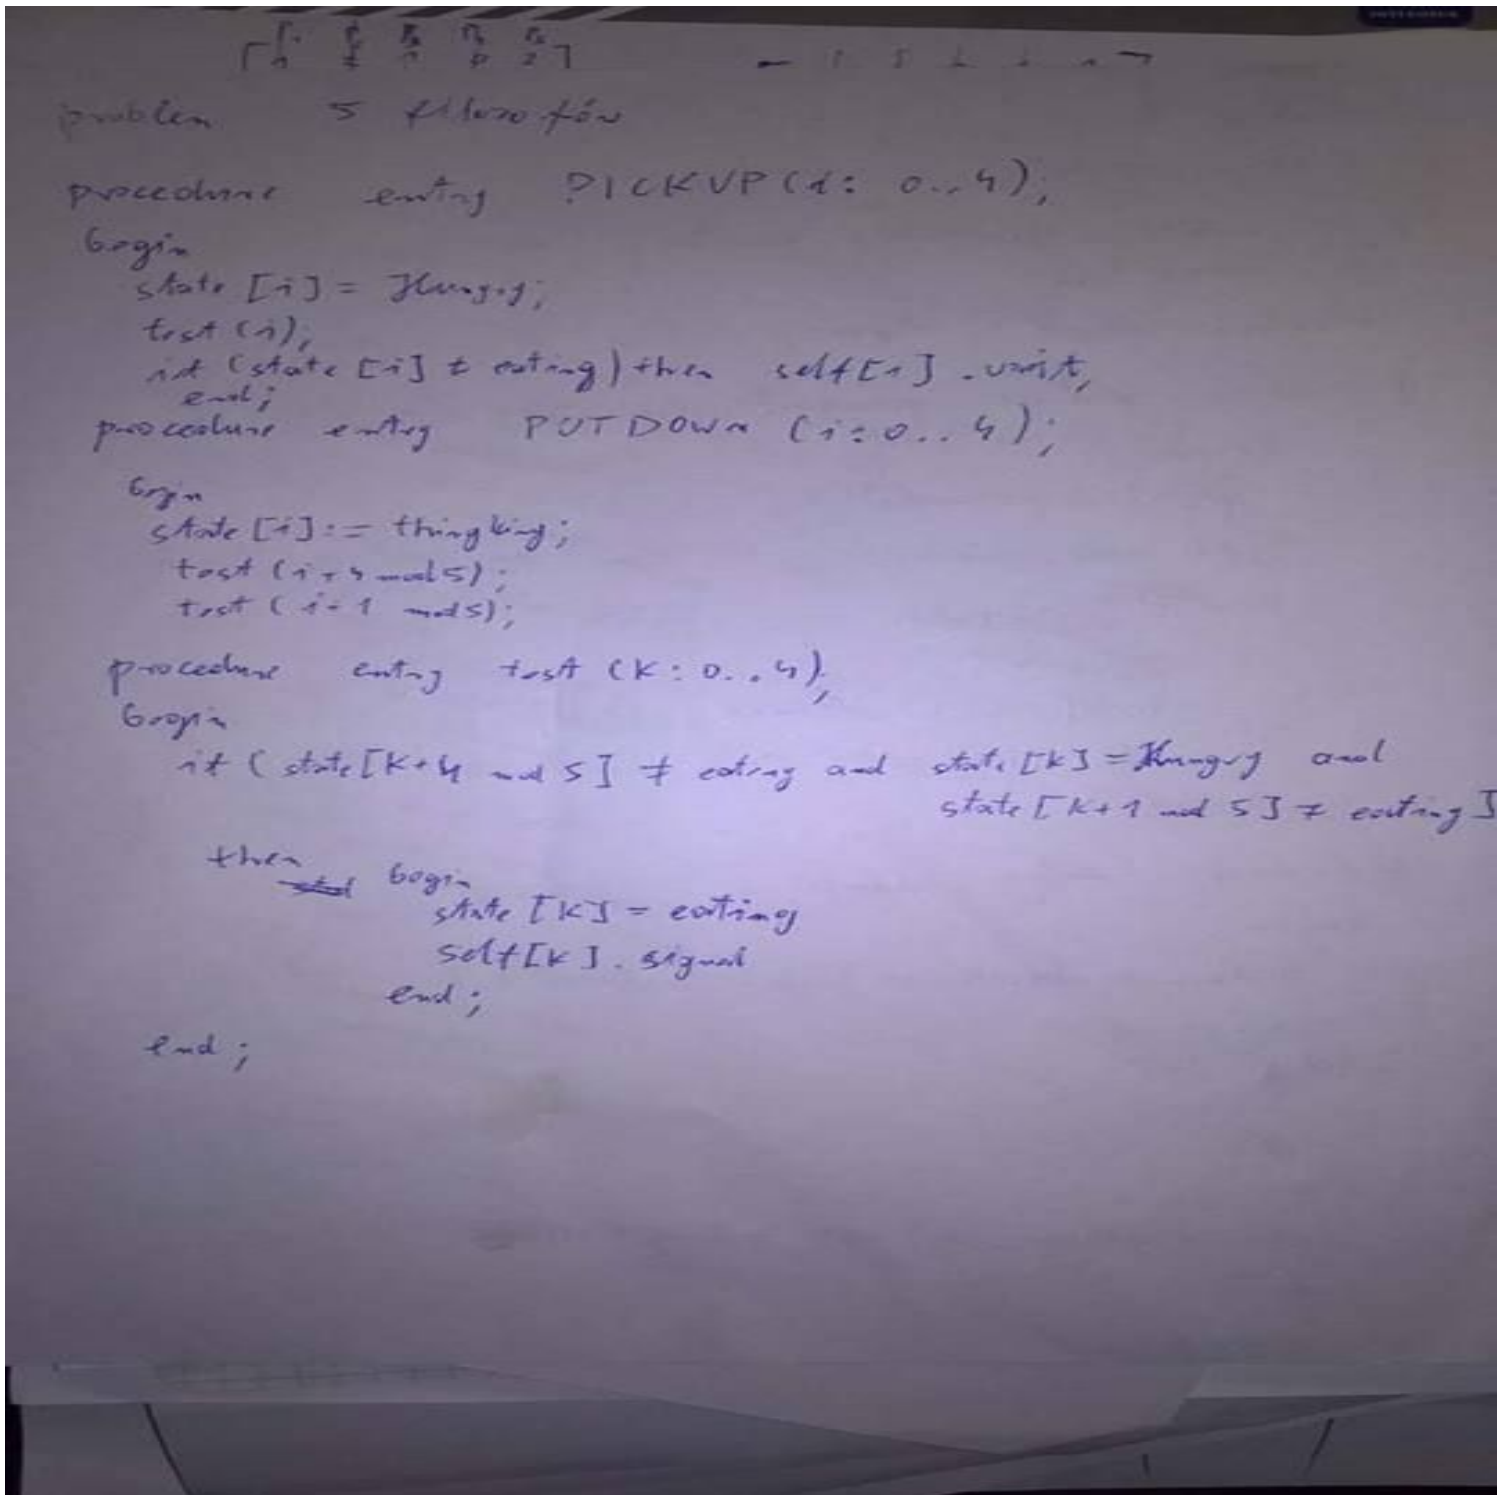 problem 5 filozofów
procedure entry PICKUP(i: 0..4);
begin
state [i] = Hungry;
test (i);
if (state [i] ≠ eating) then self[i] .wait,
end;
procedure entry PUTDOWN (i:0..4);
begin
state [i]:= thingking;
test (i+4 mod 5);
test (i+1 mod 5);
procedure entry test (K: 0..4);
begin
if ( state[K+4 mod 5] ≠ eating and state [K] = Hungry and
state [K+1 mod 5] ≠ eating]
then
begin
state [K] = eating
self[K] . signal
end;
end;